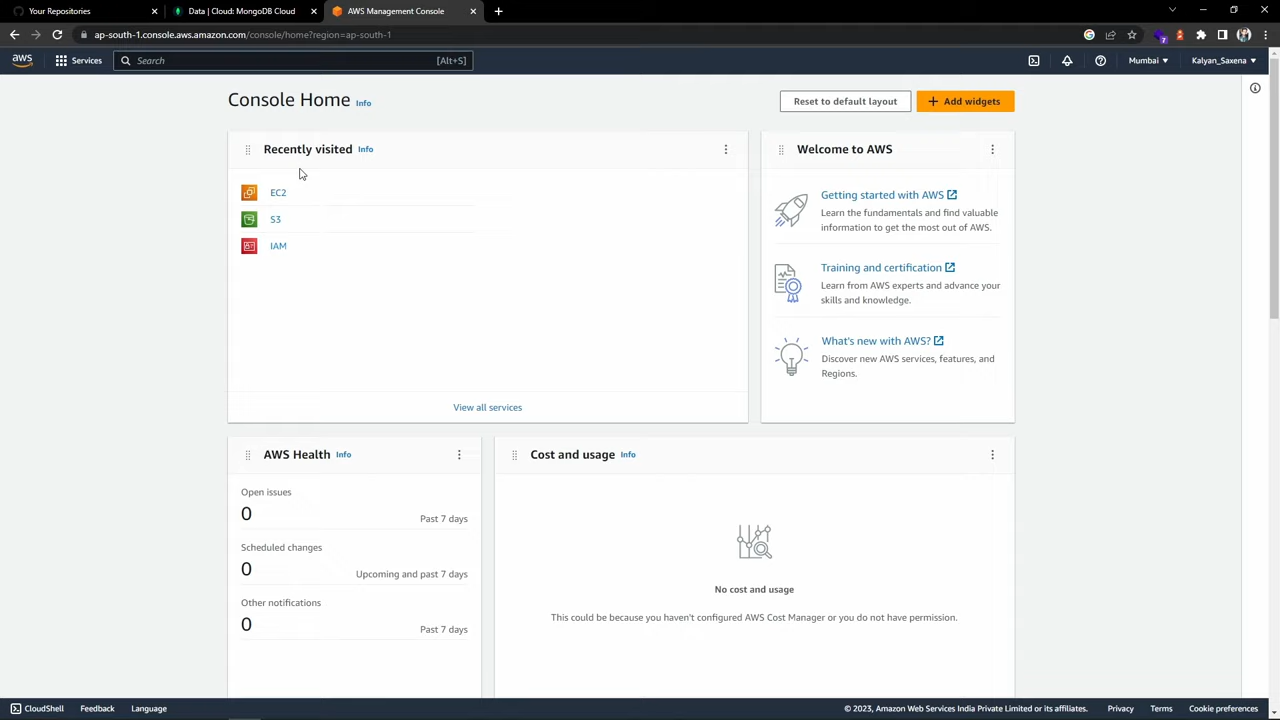 Your Repositories
Data | Cloud: MongoDB Cloud
AWS Management Console
ap-south-1.console.aws.amazon.com/console/home?region=ap-south-1
aws
Services
Search
[Alt+S]
Mumbai
Kalyan_Saxena
Console Home Info
Reset to default layout
Add widgets
Recently visited Info
EC2
S3
IAM
View all services
Welcome to AWS
Getting started with AWS
Learn the fundamentals and find valuable
information to get the most out of AWS.
Training and certification
Learn from AWS experts and advance your
skills and knowledge.
What's new with AWS?
Discover new AWS services, features, and
Regions.
AWS Health Info
Open issues
0
Past 7 days
Scheduled changes
0
Upcoming and past 7 days
Other notifications
0
Past 7 days
Cost and usage Info
No cost and usage
This could be because you haven't configured AWS Cost Manager or you do not have permission.
CloudShell
Feedback
Language
© 2023, Amazon Web Services India Private Limited or its affiliates.
Privacy
Terms
Cookie preferences